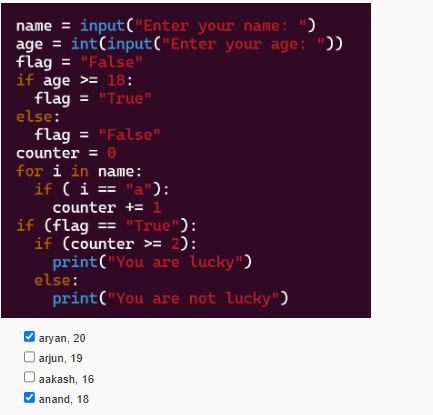 name = input("Enter your name: ")
age = int(input("Enter your age: "))
flag = "False"
if age >= 18:
  flag = "True"
else:
  flag = "False"
counter = 0
for i in name:
  if ( i == "a"):
    counter += 1
if (flag == "True"):
  if (counter >= 2):
    print("You are lucky")
  else:
    print("You are not lucky")
aryan, 20
arjun, 19
aakash, 16
anand, 18